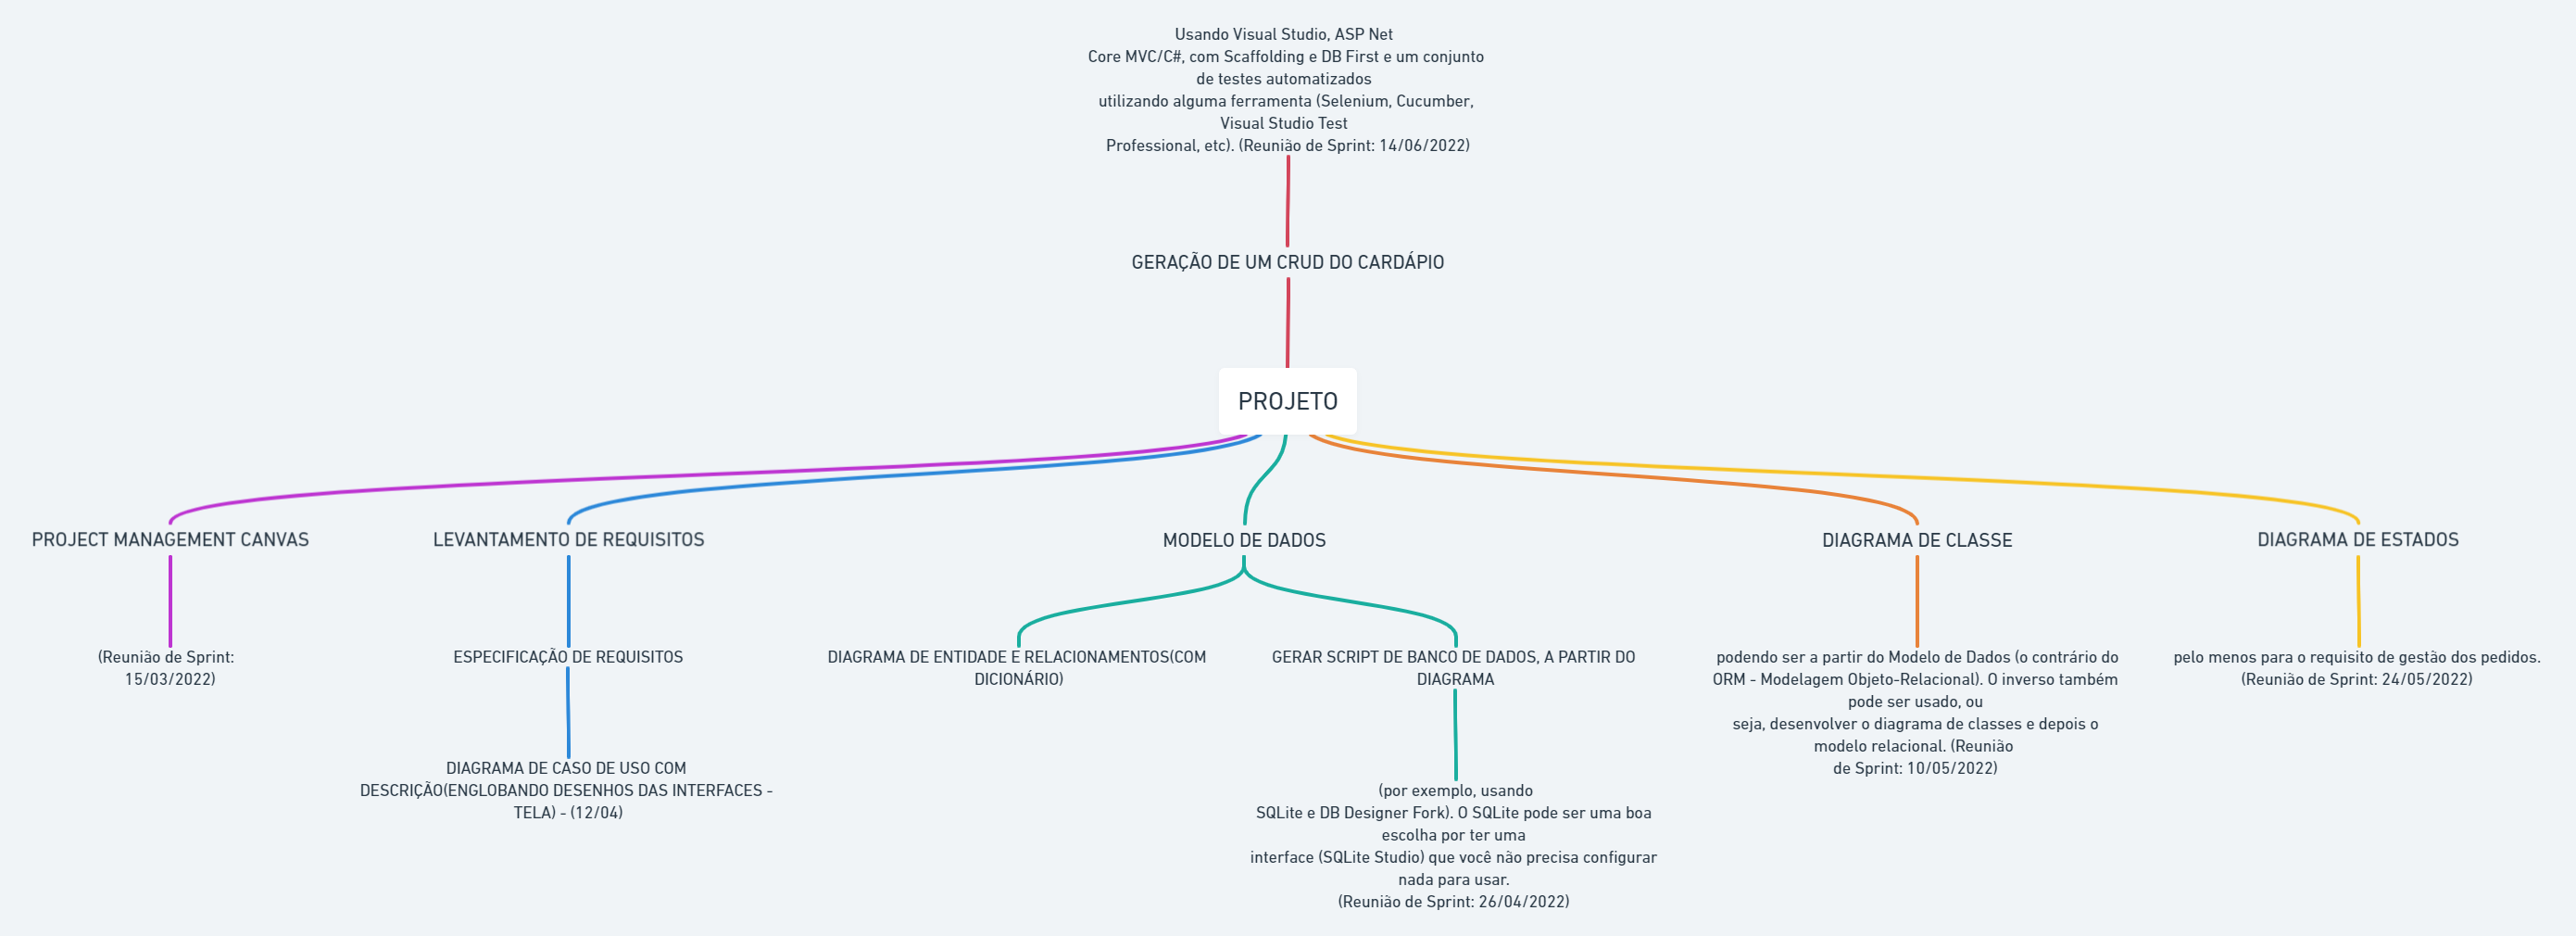 Usando Visual Studio, ASP Net
Core MVC/C#, com Scaffolding e DB First e um conjunto
de testes automatizados
utilizando alguma ferramenta (Selenium, Cucumber,
Visual Studio Test
Professional, etc). (Reunião de Sprint: 14/06/2022)
GERAÇÃO DE UM CRUD DO CARDÁPIO
PROJETO
PROJECT MANAGEMENT CANVAS
(Reunião de Sprint:
15/03/2022)
LEVANTAMENTO DE REQUISITOS
ESPECIFICAÇÃO DE REQUISITOS
DIAGRAMA DE CASO DE USO COM
DESCRIÇÃO(ENGLOBANDO DESENHOS DAS INTERFACES -
TELA) - (12/04)
MODELO DE DADOS
DIAGRAMA DE ENTIDADE E RELACIONAMENTOS(COM
DICIONÁRIO)
GERAR SCRIPT DE BANCO DE DADOS, A PARTIR DO
DIAGRAMA
(por exemplo, usando
SQLite e DB Designer Fork). O SQLite pode ser uma boa
escolha por ter uma
interface (SQLite Studio) que você não precisa configurar
nada para usar.
(Reunião de Sprint: 26/04/2022)
DIAGRAMA DE CLASSE
podendo ser a partir do Modelo de Dados (o contrário do
ORM - Modelagem Objeto-Relacional). O inverso também
pode ser usado, ou
seja, desenvolver o diagrama de classes e depois o
modelo relacional. (Reunião
de Sprint: 10/05/2022)
DIAGRAMA DE ESTADOS
pelo menos para o requisito de gestão dos pedidos.
(Reunião de Sprint: 24/05/2022)